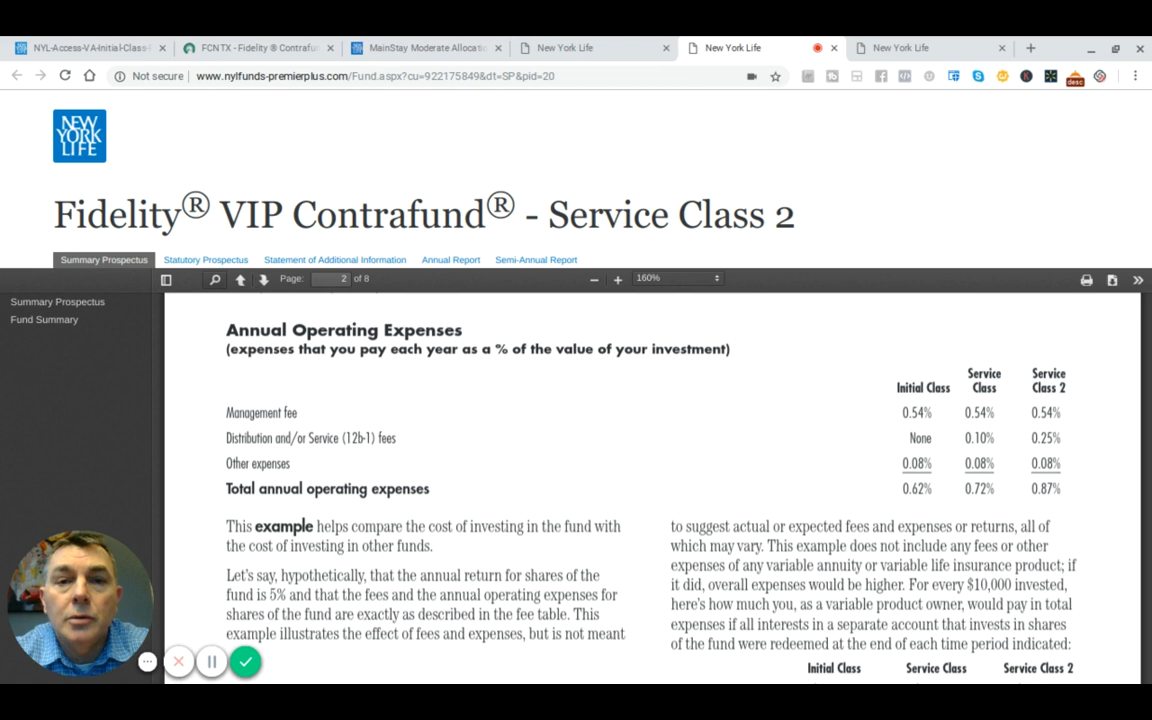 NYL-Access-VA-Initial-Class-
FCNTX - Fidelity ® Contrafu
MainStay Moderate Allocatio
New York Life
New York Life
New York Life
Not secure
www.nylfunds-premierplus.com/Fund.aspx?cu=922175849&dt=SP&pid=20
desc
NEW
YORK
LIFE
Fidelity® VIP Contrafund® - Service Class 2
Summary Prospectus Statutory Prospectus Statement of Additional Information Annual Report Semi-Annual Report
Page: 2 of 8 160%
Summary Prospectus
Fund Summary
Annual Operating Expenses
(expenses that you pay each year as a % of the value of your investment)
Initial Class Service Class Service Class 2
Management fee 0.54% 0.54% 0.54%
Distribution and/or Service (12b-1) fees None 0.10% 0.25%
Other expenses 0.08% 0.08% 0.08%
Total annual operating expenses 0.62% 0.72% 0.87%
This example helps compare the cost of investing in the fund with
the cost of investing in other funds.
Let's say, hypothetically, that the annual return for shares of the
fund is 5% and that the fees and the annual operating expenses for
shares of the fund are exactly as described in the fee table. This
example illustrates the effect of fees and expenses, but is not meant
to suggest actual or expected fees and expenses or returns, all of
which may vary. This example does not include any fees or other
expenses of any variable annuity or variable life insurance product; if
it did, overall expenses would be higher. For every $10,000 invested,
here's how much you, as a variable product owner, would pay in total
expenses if all interests in a separate account that invests in shares
of the fund were redeemed at the end of each time period indicated:
Initial Class Service Class Service Class 2